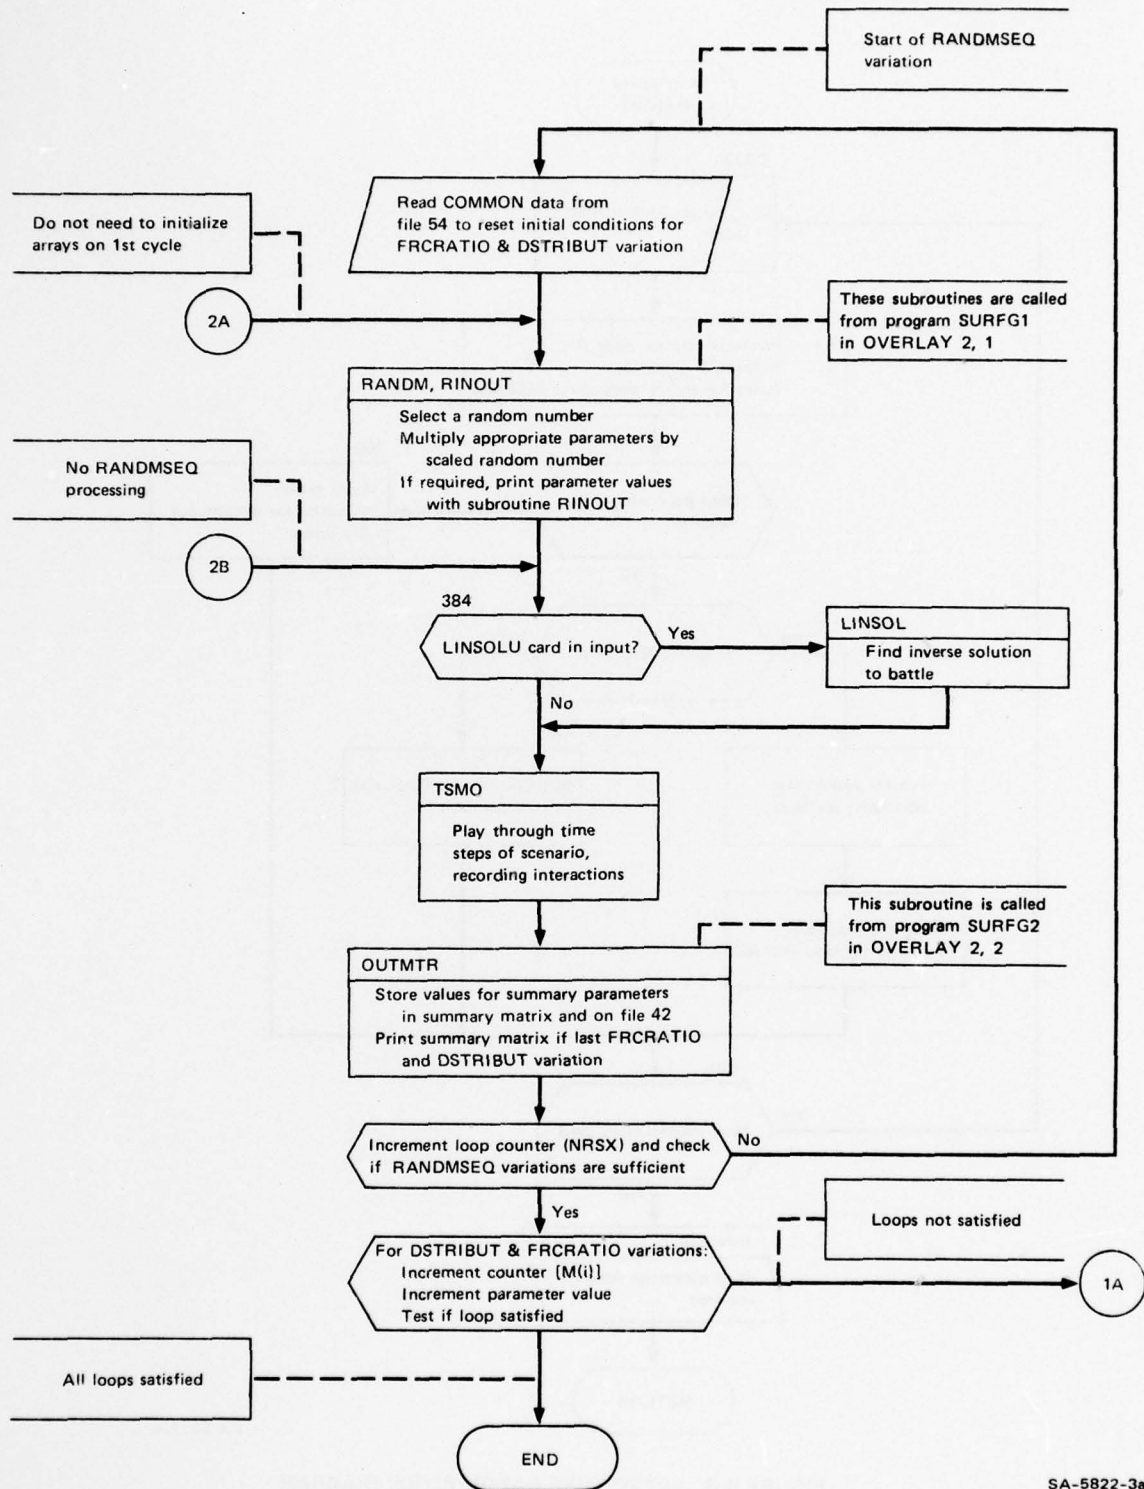 Start of RANDMSEQ
variation
Read COMMON data from
file 54 to reset initial conditions for
FRCRATIO & DSTRIBUT variation
Do not need to initialize
arrays on 1st cycle
2A
These subroutines are called
from program SURFG1
in OVERLAY 2, 1
RANDM, RINOUT
Select a random number
Multiply appropriate parameters by
scaled random number
If required, print parameter values
with subroutine RINOUT
No RANDMSEQ
processing
2B
384
LINSOLU card in input?
Yes
LINSOL
Find inverse solution
to battle
No
TSMO
Play through time
steps of scenario,
recording interactions
This subroutine is called
from program SURFG2
in OVERLAY 2, 2
OUTMTR
Store values for summary parameters
in summary matrix and on file 42
Print summary matrix if last FRCRATIO
and DSTRIBUT variation
Increment loop counter (NRSX) and check
if RANDMSEQ variations are sufficient
No
Yes
Loops not satisfied
For DSTRIBUT & FRCRATIO variations:
Increment counter [M(i)]
Increment parameter value
Test if loop satisfied
1A
All loops satisfied
END
SA-5822-3a